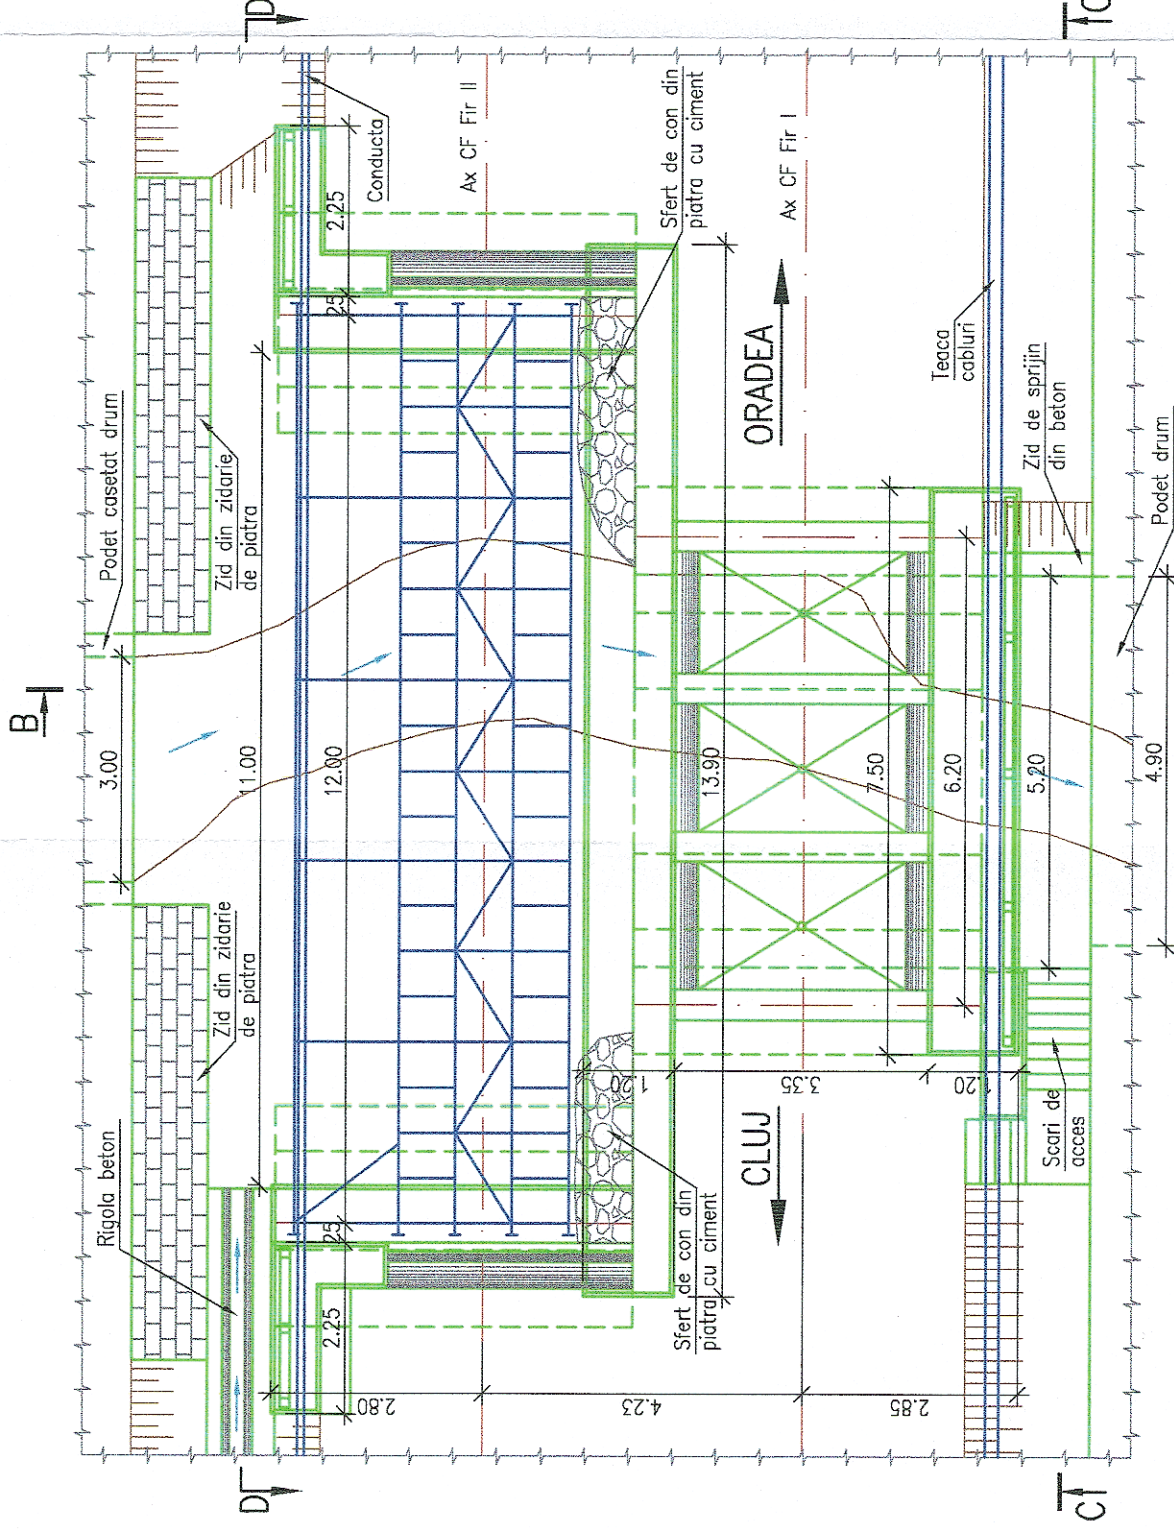 B
D
C
D
C
Podet casetat drum
3.00
Zid din zidarie
de piatra
Zid din zidarie
de piatra
Rigola beton
Conducta
11.00
12.00
25
25
2.25
2.25
Ax CF Fir II
Sfert de con din
piatra cu ciment
Sfert de con din
piatra cu ciment
13.90
1.20
2.80
4.23
2.85
CLUJ
ORADEA
Ax CF Fir I
3.35
7.50
6.20
1.20
5.20
4.90
Teaca
cabluri
Zid de sprijin
din beton
Scari de
acces
Podet drum